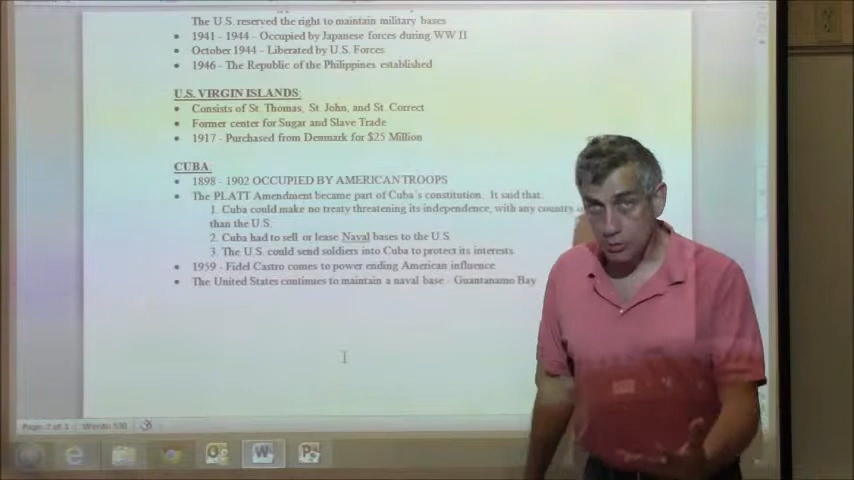 The U.S. reserved the right to maintain military bases
• 1941 - 1944 - Occupied by Japanese forces during WW II
• October 1944 - Liberated by U.S. Forces
• 1946 - The Republic of the Philippines established
U.S. VIRGIN ISLANDS:
• Consists of St. Thomas, St. John, and St. Correct
• Former center for Sugar and Slave Trade
• 1917 - Purchased from Denmark for $25 Million
CUBA:
• 1898 - 1902 OCCUPIED BY AMERICAN TROOPS
• The PLATT Amendment became part of Cuba's constitution. It said that:
1. Cuba could make no treaty threatening its independence, with any country
than the U.S.
2. Cuba had to sell or lease Naval bases to the U.S.
3. The U.S. could send soldiers into Cuba to protect its interests.
• 1959 - Fidel Castro comes to power ending American influence
• The United States continues to maintain a naval base - Guantanamo Bay
Page: 2 of 3 Words: 530